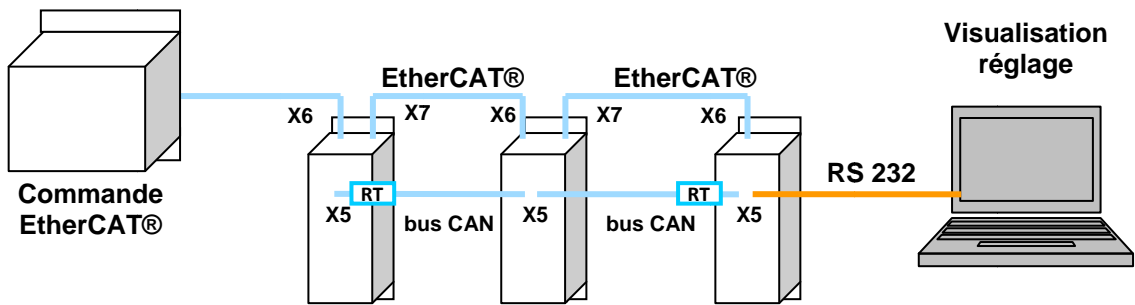 Visualisation
réglage
EtherCAT® EtherCAT®
X6 X7 X6 X7 X6
Commande
EtherCAT®
RT RT RS 232
X5 bus CAN X5 bus CAN X5